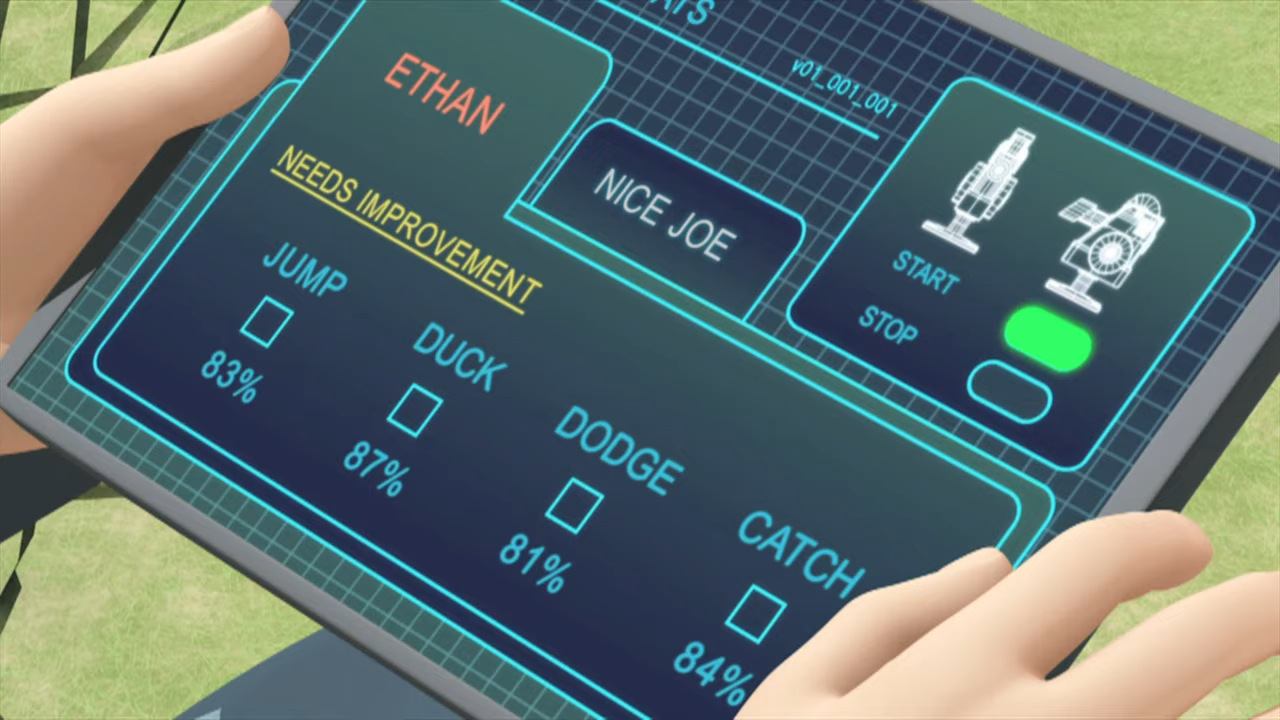 v01_001_001
ETHAN
NICE JOE
NEEDS IMPROVEMENT
START
STOP
JUMP
DUCK
DODGE
CATCH
83%
87%
81%
84%